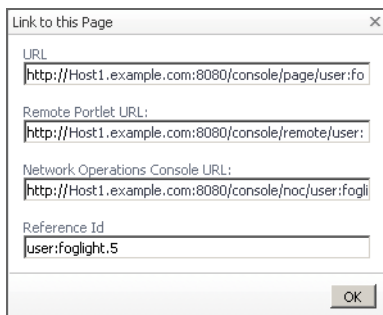 Link to this Page
URL
http://Host1.example.com:8080/console/page/user:fo
Remote Portlet URL:
http://Host1.example.com:8080/console/remote/user:
Network Operations Console URL:
http://Host1.example.com:8080/console/noc/user:fogli
Reference Id
user:foglight.5
OK